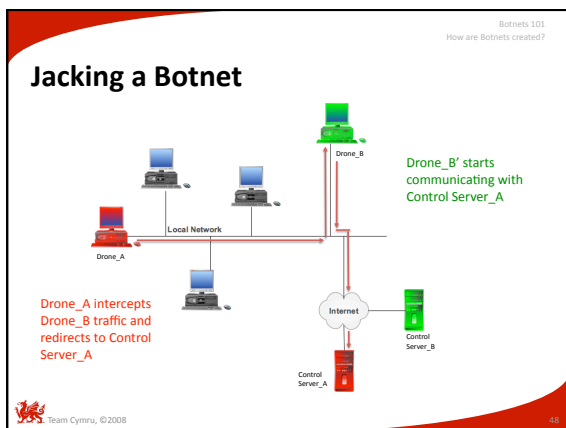 Botnets 101
How are Botnets created?
Jacking a Botnet
Drone_B
Drone_B’ starts
communicating with
Control Server_A
Local Network
Drone_A
Drone_A intercepts
Drone_B traffic and
redirects to Control
Server_A
Internet
Control
Server_B
Control
Server_A
Team Cymru, ©2008
48